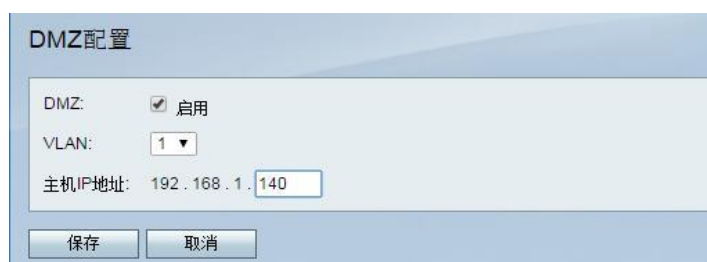 DMZ配置
DMZ: 启用
VLAN: 1
主机IP地址: 192 . 168 . 1 . 140
保存 取消